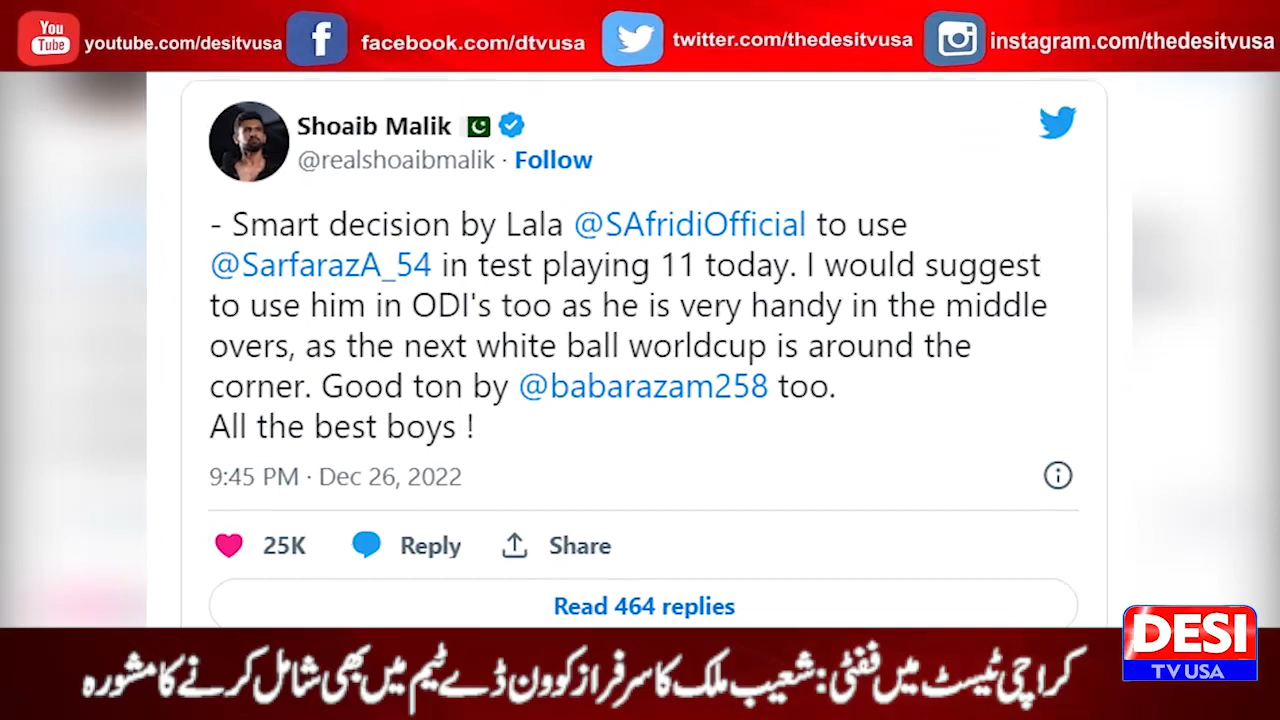 You
Tube
youtube.com/desitvusa
facebook.com/dtvusa
twitter.com/thedesitvusa
instagram.com/thedesitvusa
Shoaib Malik
@realshoaibmalik · Follow
- Smart decision by Lala @SAfridiOfficial to use
@SarfarazA_54 in test playing 11 today. I would suggest
to use him in ODI's too as he is very handy in the middle
overs, as the next white ball worldcup is around the
corner. Good ton by @babarazam258 too.
All the best boys !
9:45 PM · Dec 26, 2022
25K Reply Share
Read 464 replies
DESI
TV USA
کراچی ٹیسٹ میں ففٹی: شعیب ملک کا سرفراز کو ون ڈے ٹیم میں بھی شامل کرنے کا مشورہ